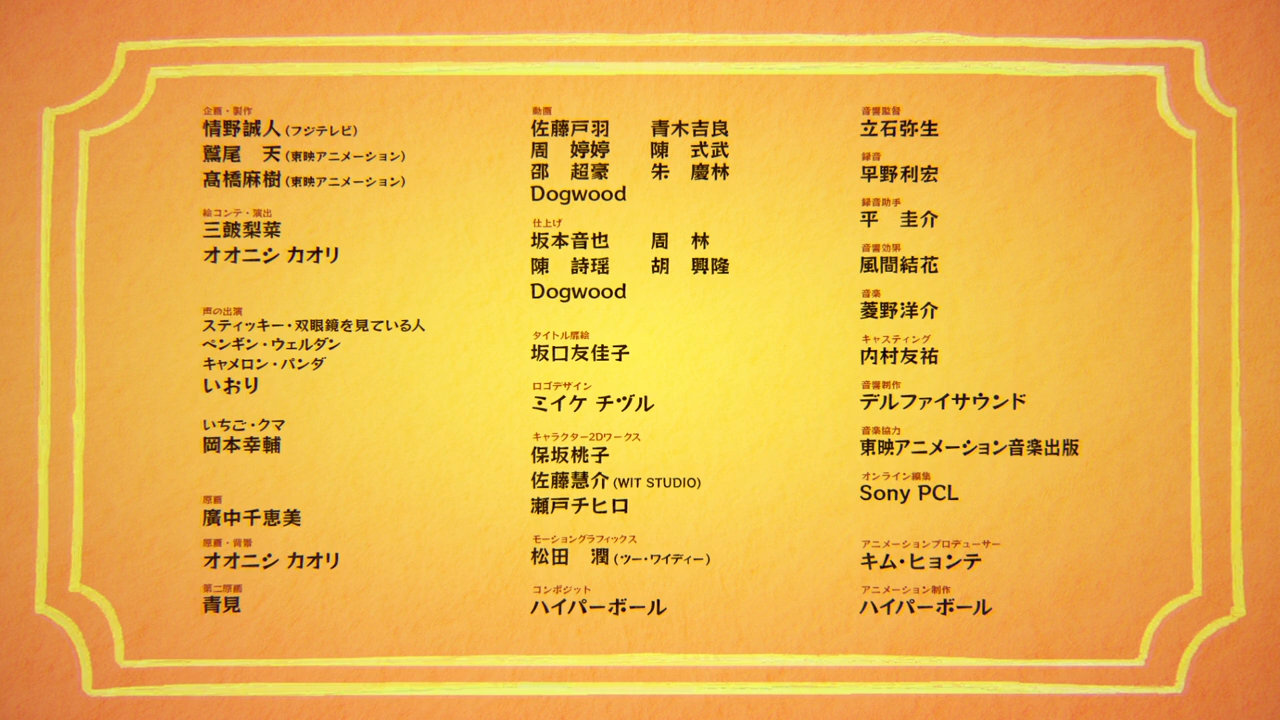 企画・製作
情野誠人(フジテレビ)
鷲尾　天(東映アニメーション)
髙橋麻樹(東映アニメーション)
絵コンテ・演出
三鼓梨菜
オオニシ カオリ
声の出演
スティッキー・双眼鏡を見ている人
ペンギン・ウェルダン
キャメロン・パンダ
いおり
いちご・クマ
岡本幸輔
原画
廣中千恵美
原画・背景
オオニシ カオリ
第二原画
青見
動画
佐藤戸羽　青木吉良
周　婷婷　陳　式武
邵　超豪　朱　慶林
Dogwood
仕上げ
坂本音也　周　林
陳　詩瑶　胡　興隆
Dogwood
タイトル扉絵
坂口友佳子
ロゴデザイン
ミイケ チヅル
キャラクター2Dワークス
保坂桃子
佐藤慧介(WIT STUDIO)
瀬戸チヒロ
モーショングラフィックス
松田　潤(ツー・ワイディー)
コンポジット
ハイパーボール
音響監督
立石弥生
録音
早野利宏
録音助手
平　圭介
音響効果
風間結花
音楽
菱野洋介
キャスティング
内村友祐
音響制作
デルファイサウンド
音楽協力
東映アニメーション音楽出版
オンライン編集
Sony PCL
アニメーションプロデューサー
キム・ヒョンテ
アニメーション制作
ハイパーボール